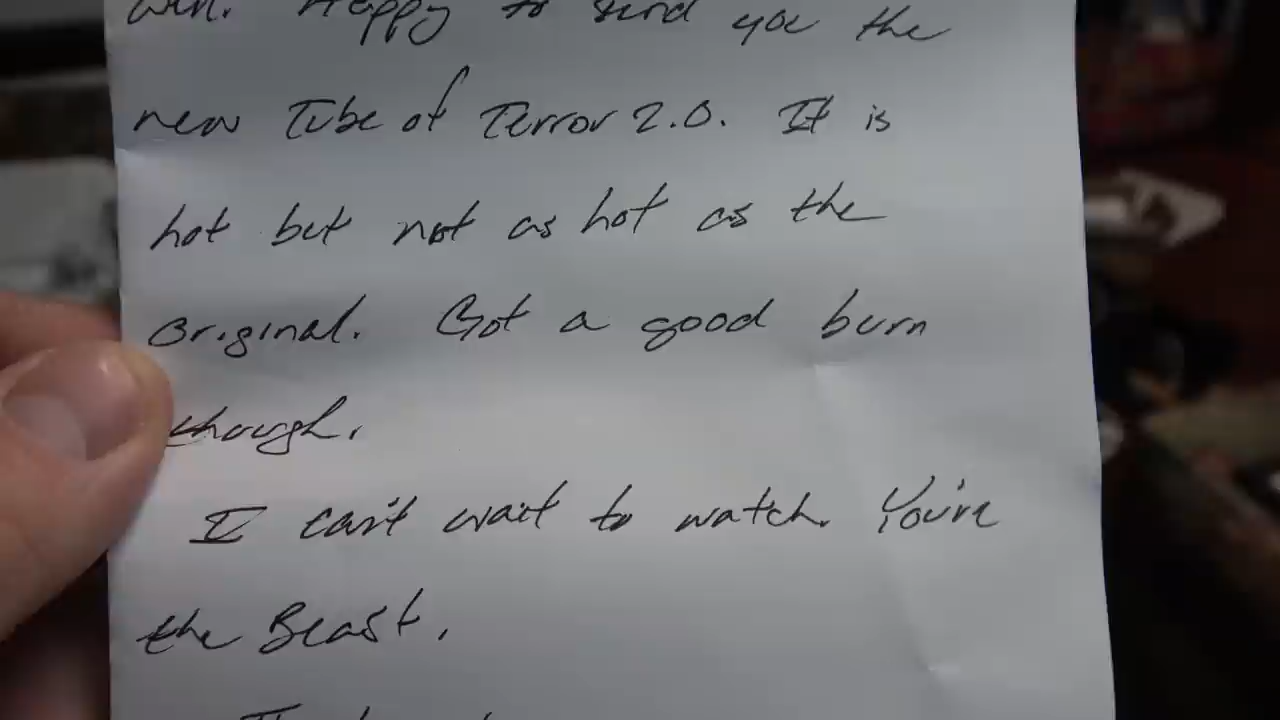 Happy to send you the
new Tube of Terror 2.0. It is
hot but not as hot as the
original. Got a good burn
though.
I can't wait to watch. You're
the Beast.